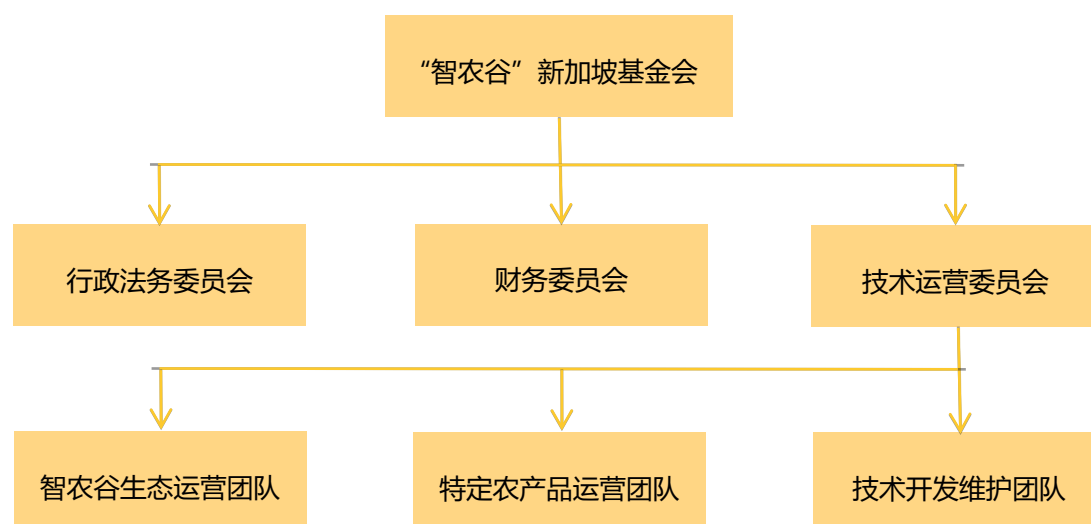 “智农谷”新加坡基金会
行政法务委员会
财务委员会
技术运营委员会
智农谷生态运营团队
特定农产品运营团队
技术开发维护团队